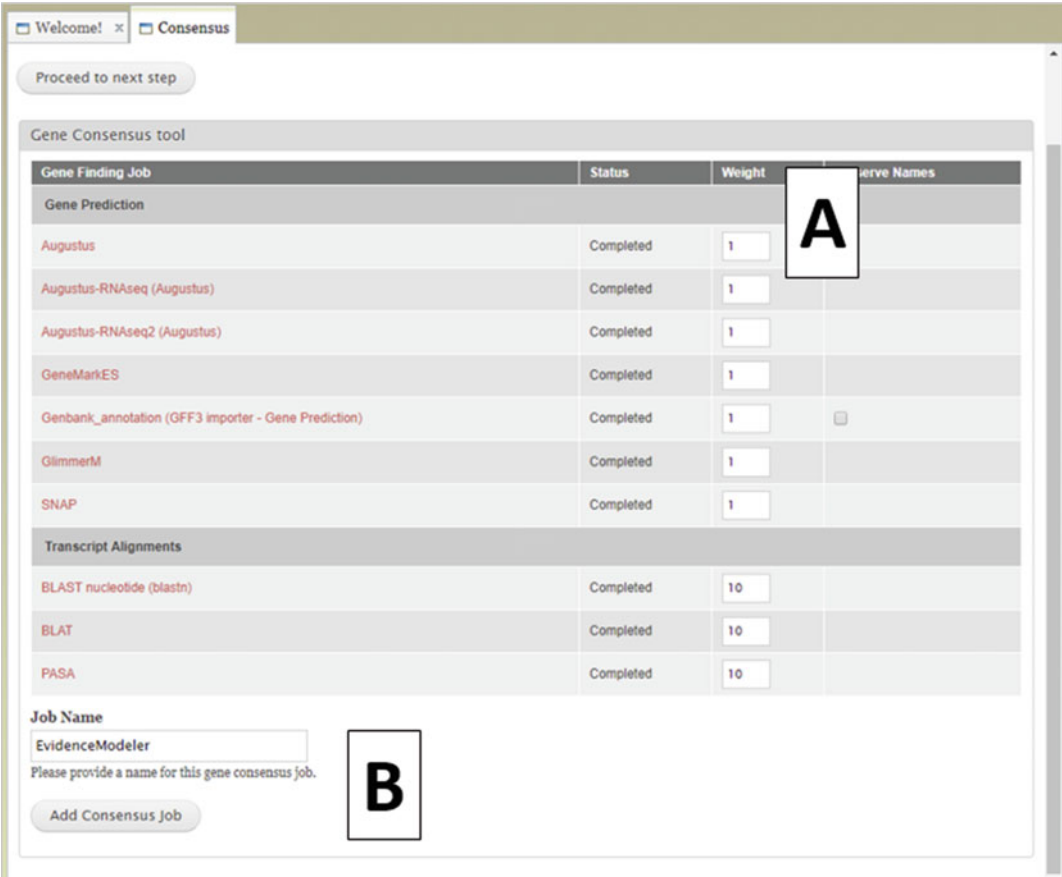 Welcome! x Consensus
Proceed to next step
Gene Consensus tool
Gene Finding Job Status Weight erve Names
A
Gene Prediction
Augustus Completed 1
Augustus-RNAseq (Augustus) Completed 1
Augustus-RNAseq2 (Augustus) Completed 1
GeneMarkES Completed 1
Genbank_annotation (GFF3 importer - Gene Prediction) Completed 1
GlimmerM Completed 1
SNAP Completed 1
Transcript Alignments
BLAST nucleotide (blastn) Completed 10
BLAT Completed 10
PASA Completed 10
Job Name
EvidenceModeler
Please provide a name for this gene consensus job.
B
Add Consensus Job